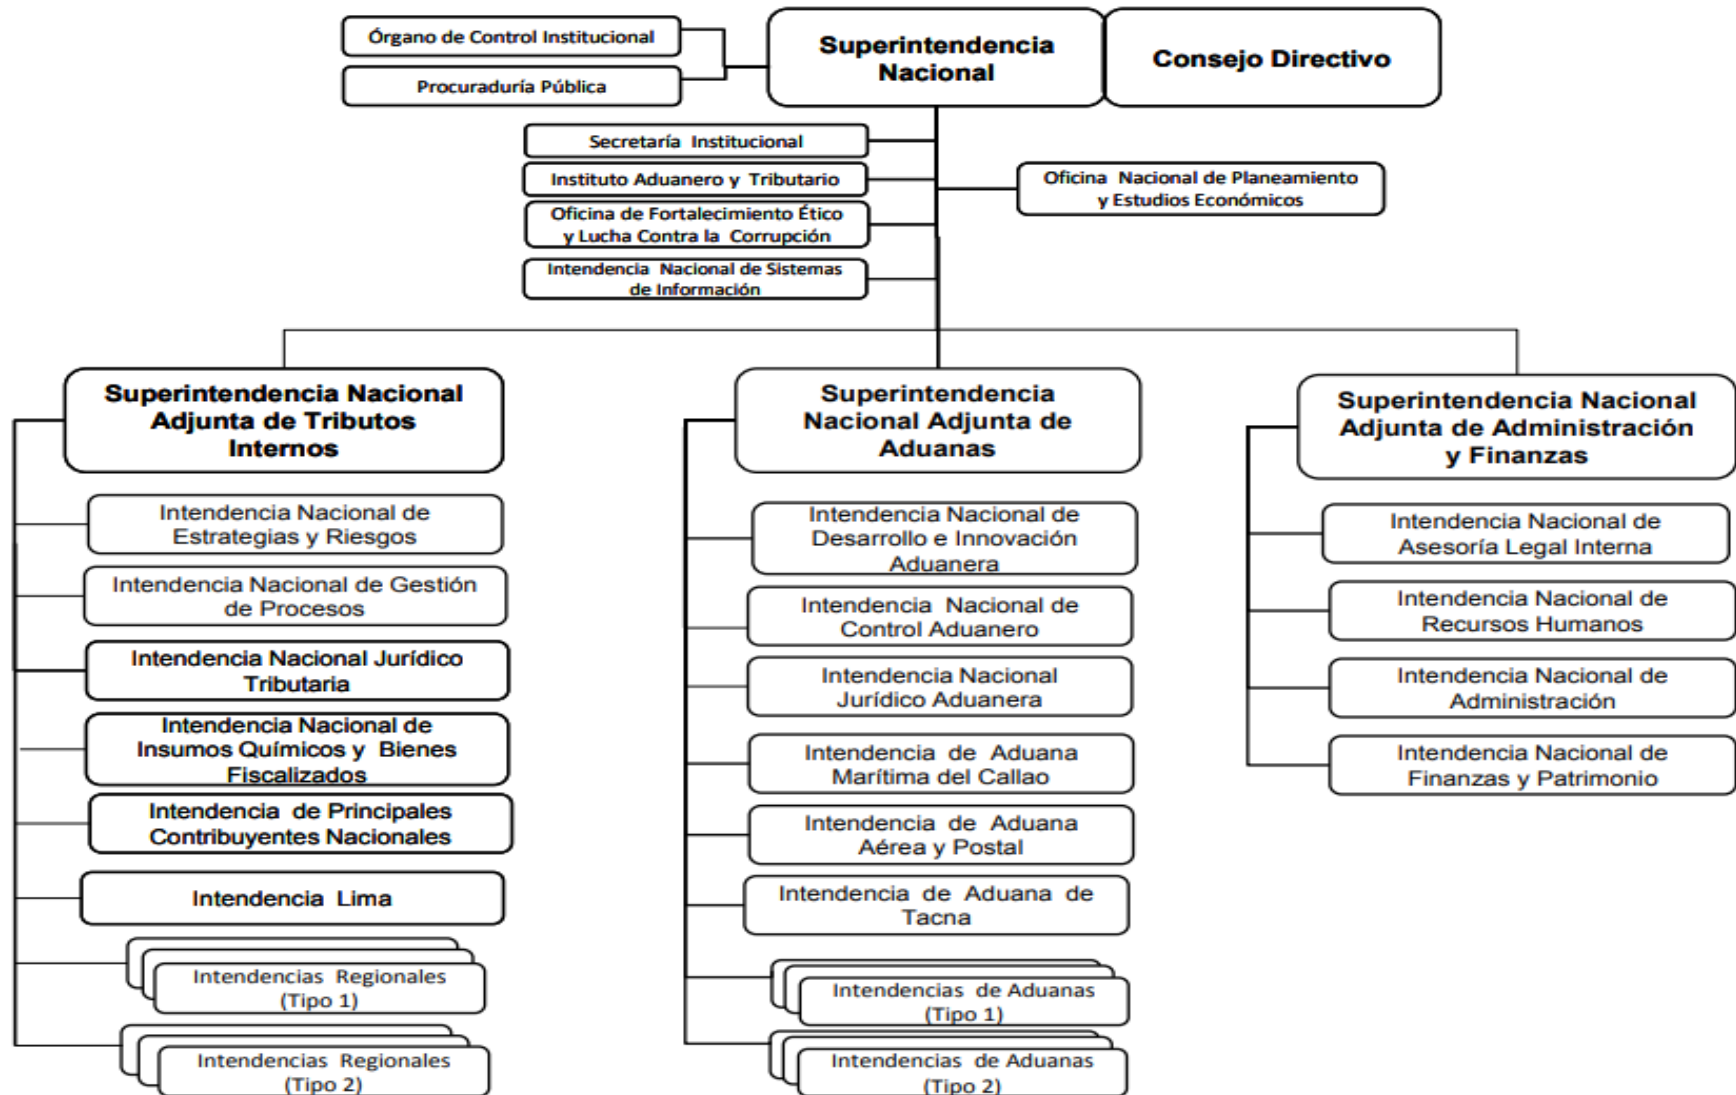 Órgano de Control Institucional
Procuraduría Pública
Superintendencia
Nacional
Consejo Directivo
Secretaría Institucional
Instituto Aduanero y Tributario
Oficina de Fortalecimiento Ético
y Lucha Contra la Corrupción
Intendencia Nacional de Sistemas
de Información
Oficina Nacional de Planeamiento
y Estudios Económicos
Superintendencia Nacional
Adjunta de Tributos
Internos
Intendencia Nacional de
Estrategias y Riesgos
Intendencia Nacional de Gestión
de Procesos
Intendencia Nacional Jurídico
Tributaria
Intendencia Nacional de
Insumos Químicos y Bienes
Fiscalizados
Intendencia de Principales
Contribuyentes Nacionales
Intendencia Lima
Intendencias Regionales
(Tipo 1)
Intendencias Regionales
(Tipo 2)
Superintendencia
Nacional Adjunta de
Aduanas
Intendencia Nacional de
Desarrollo e Innovación
Aduanera
Intendencia Nacional de
Control Aduanero
Intendencia Nacional
Jurídico Aduanera
Intendencia de Aduana
Marítima del Callao
Intendencia de Aduana
Aérea y Postal
Intendencia de Aduana de
Tacna
Intendencias de Aduanas
(Tipo 1)
Intendencias de Aduanas
(Tipo 2)
Superintendencia Nacional
Adjunta de Administración
y Finanzas
Intendencia Nacional de
Asesoría Legal Interna
Intendencia Nacional de
Recursos Humanos
Intendencia Nacional de
Administración
Intendencia Nacional de
Finanzas y Patrimonio